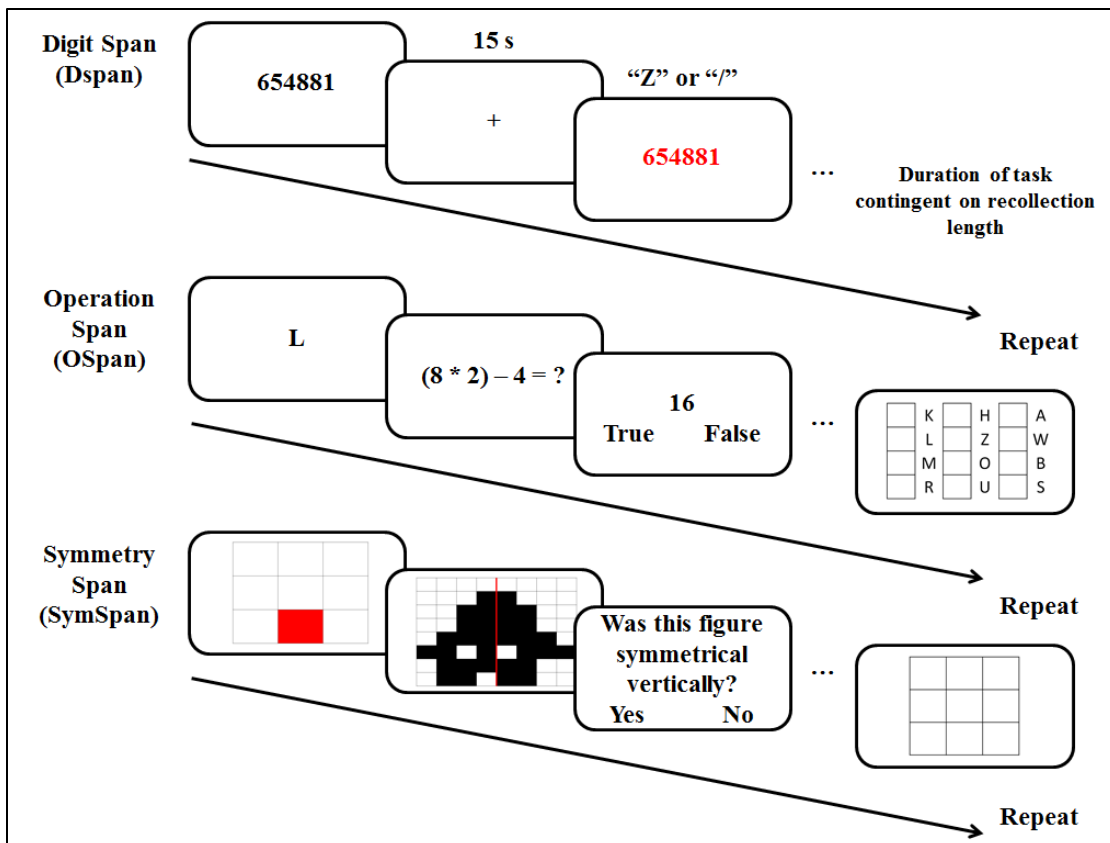 Digit Span
(Dspan)
654881
15 s
+
“Z” or “/”
654881
...
Duration of task
contingent on recollection
length
Repeat
Operation
Span
(OSpan)
L
(8 * 2) – 4 = ?
16
True False
...
K H A
L Z W
M O B
R U S
Repeat
Symmetry
Span
(SymSpan)
Was this figure
symmetrical
vertically?
Yes No
...
Repeat